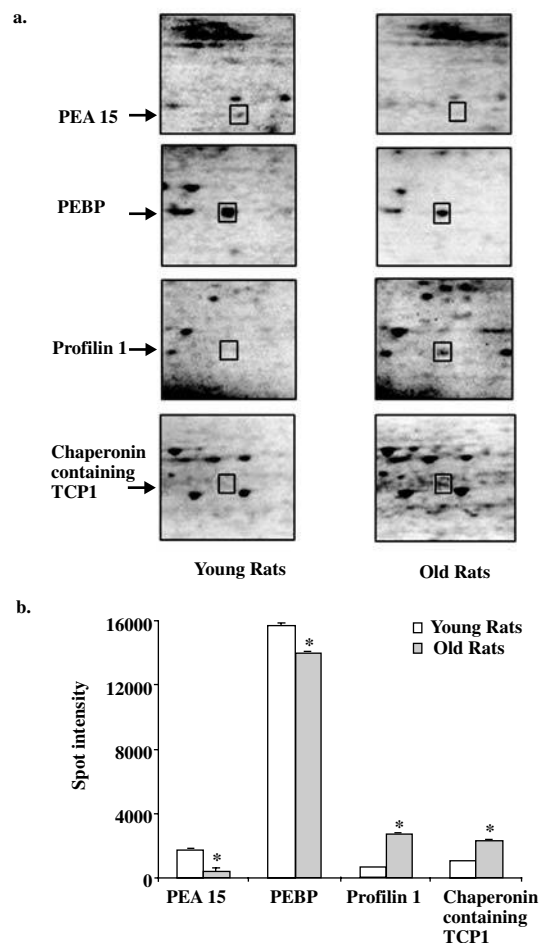 a.
PEA 15
PEBP
Profilin 1
Chaperonin
containing
TCP1
Young Rats
Old Rats
b.
Spot intensity
16000
12000
8000
4000
0
Young Rats
Old Rats
*
*
*
*
PEA 15
PEBP
Profilin 1
Chaperonin
containing
TCP1